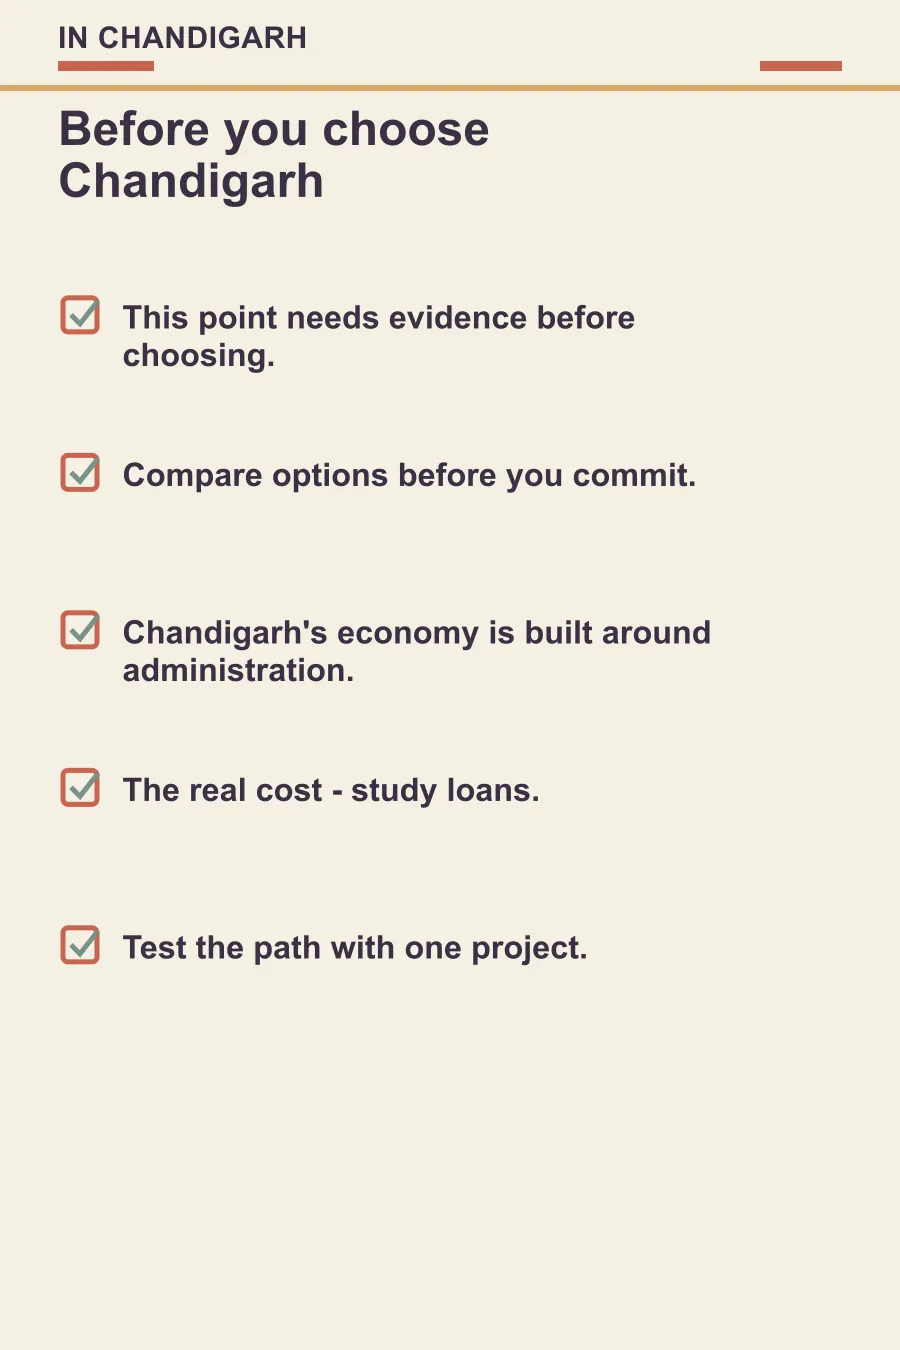 IN CHANDIGARH
Before you choose
Chandigarh
This point needs evidence before
choosing.
Compare options before you commit.
Chandigarh's economy is built around
administration.
The real cost - study loans.
Test the path with one project.